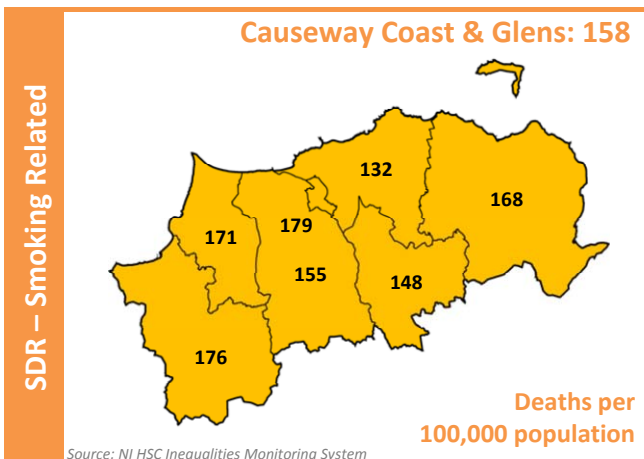 Causeway Coast & Glens: 158
SDR – Smoking Related
132
168
179
171
155
148
176
Deaths per
100,000 population
Source: NI HSC Inequalities Monitoring System